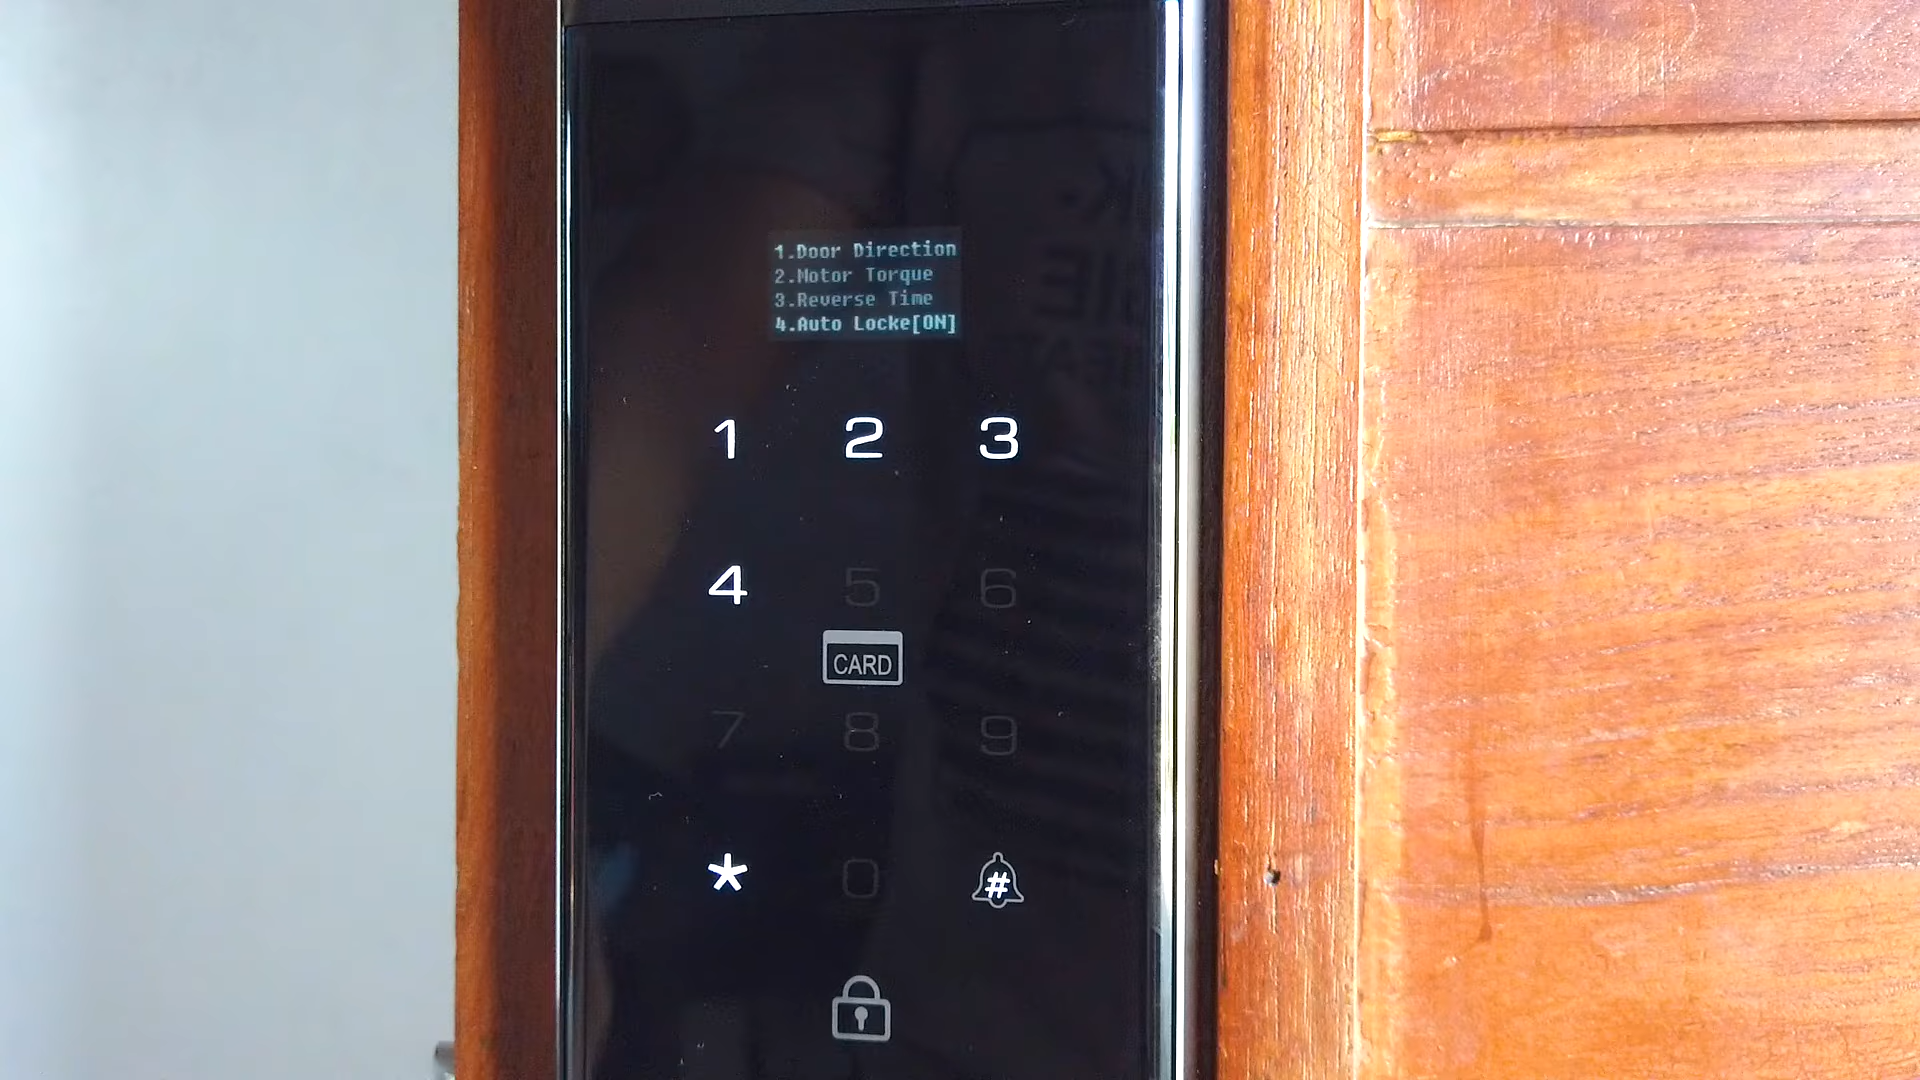 1.Door Direction
2.Motor Torque
3.Reverse Time
4.Auto Locke[ON]
1 2 3
4 5 6
CARD
7 8 9
* 0 #